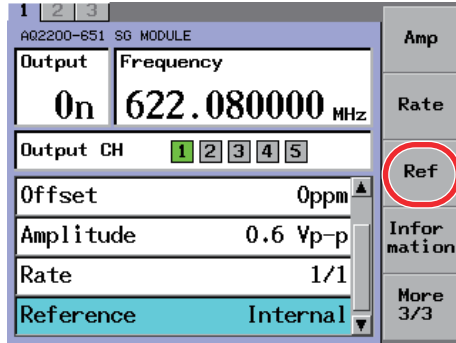 1 2 3
AQ2200-651 SG MODULE
Output Frequency
On 622.080000 MHz
Output CH 1 2 3 4 5
Offset 0ppm
Amplitude 0.6 Vp-p
Rate 1/1
Reference Internal
Amp
Rate
Ref
Infor
mation
More
3/3